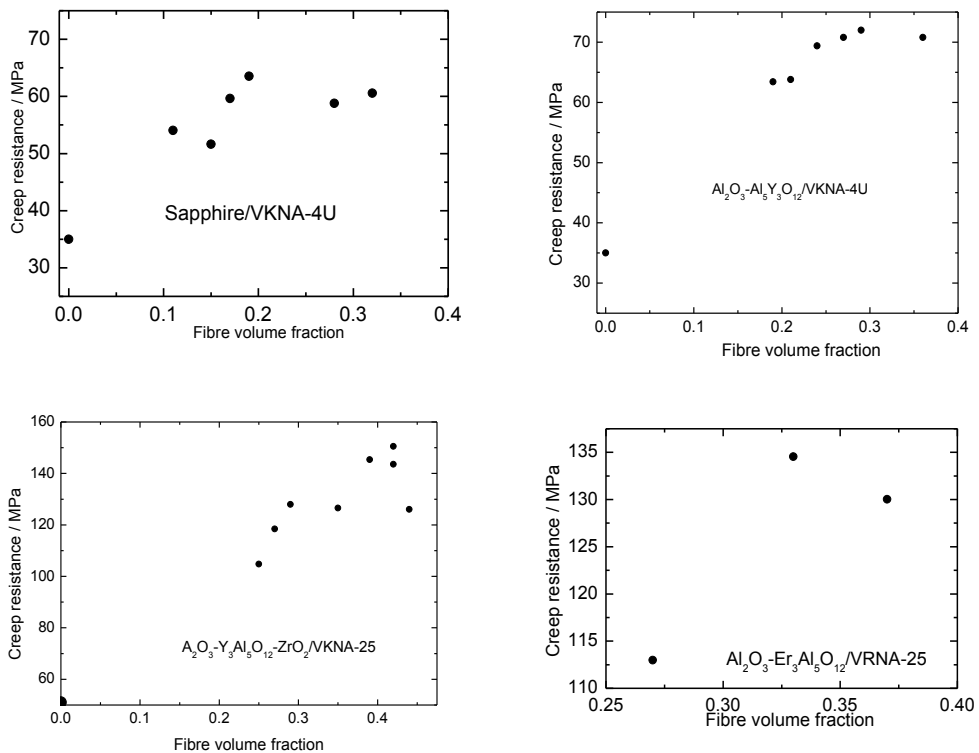 70
60
50
40
30
Creep resistance / MPa
Sapphire/VKNA-4U
0.0 0.1 0.2 0.3 0.4
Fibre volume fraction
70
60
50
40
30
Creep resistance / MPa
Al₂O₃-Al₅Y₃O₁₂/VKNA-4U
0.0 0.1 0.2 0.3 0.4
Fibre volume fraction
160
140
120
100
80
60
Creep resistance / MPa
A₂O₃-Y₃Al₅O₁₂-ZrO₂/VKNA-25
0.0 0.1 0.2 0.3 0.4
Fibre volume fraction
135
130
125
120
115
110
Creep resistance / MPa
Al₂O₃-Er₃Al₅O₁₂/VRNA-25
0.25 0.30 0.35 0.40
Fibre volume fraction